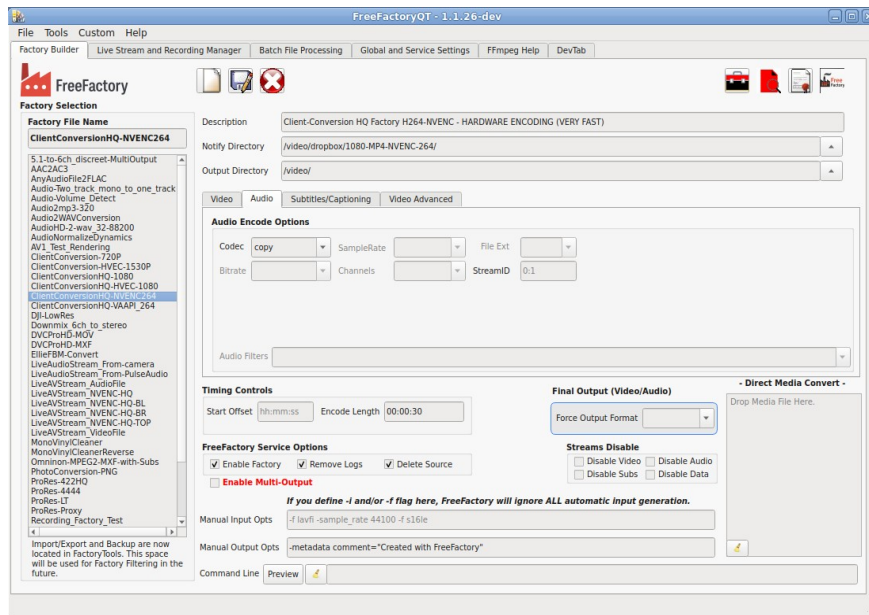 FreeFactoryQT - 1.1.26-dev
File Tools Custom Help
Factory Builder Live Stream and Recording Manager Batch File Processing Global and Service Settings FFmpeg Help DevTab
FreeFactory
Free Factory
Factory Selection
Factory File Name
ClientConversionHQ-NVENC264
5.1-to-6ch_discreet-MultiOutput
AAC2AC3
AnyAudioFile2FLAC
Audio-Two_track_mono_to_one_track
Audio-Volume_Detect
Audio2mp3-320
Audio2WAVConversion
AudioHD-2-wav_32-88200
AudioNormalizeDynamics
AV1_Test_Rendering
ClientConversion-720P
ClientConversion-HVEC-1530P
ClientConversionHQ-1080
ClientConversionHQ-HVEC-1080
ClientConversionHQ-NVENC264
ClientConversionHQ-VAAPI_264
DJI-LowRes
Downmix_6ch_to_stereo
DVCProHD-MOV
DVCProHD-MXF
EllieFBM-Convert
LiveAudioStream_From-camera
LiveAudioStream_From-PulseAudio
LiveAVStream_AudioFile
LiveAVStream_NVENC-HQ
LiveAVStream_NVENC-HQ-BL
LiveAVStream_NVENC-HQ-BR
LiveAVStream_NVENC-HQ-TOP
LiveAVStream_VideoFile
MonoVinylCleaner
MonoVinylCleanerReverse
Omninon-MPEG2-MXF-with-Subs
PhotoConversion-PNG
ProRes-422HQ
ProRes-4444
ProRes-LT
ProRes-Proxy
Recording_Factory_Test
Import/Export and Backup are now
located in FactoryTools. This space
will be used for Factory Filtering in the
future.
Description Client-Conversion HQ Factory H264-NVENC - HARDWARE ENCODING (VERY FAST)
Notify Directory /video/dropbox/1080-MP4-NVENC-264/
Output Directory /video/
Video Audio Subtitles/Captioning Video Advanced
Audio Encode Options
Codec copy SampleRate File Ext
Bitrate Channels StreamID 0:1
Audio Filters
Timing Controls
Start Offset hh:mm:ss Encode Length 00:00:30
Final Output (Video/Audio)
Force Output Format
- Direct Media Convert -
Drop Media File Here.
FreeFactory Service Options
Enable Factory Remove Logs Delete Source
Enable Multi-Output
Streams Disable
Disable Video Disable Audio
Disable Subs Disable Data
If you define -i and/or -f flag here, FreeFactory will ignore ALL automatic input generation.
Manual Input Opts -f lavfi -sample_rate 44100 -f s16le
Manual Output Opts -metadata comment="Created with FreeFactory"
Command Line Preview